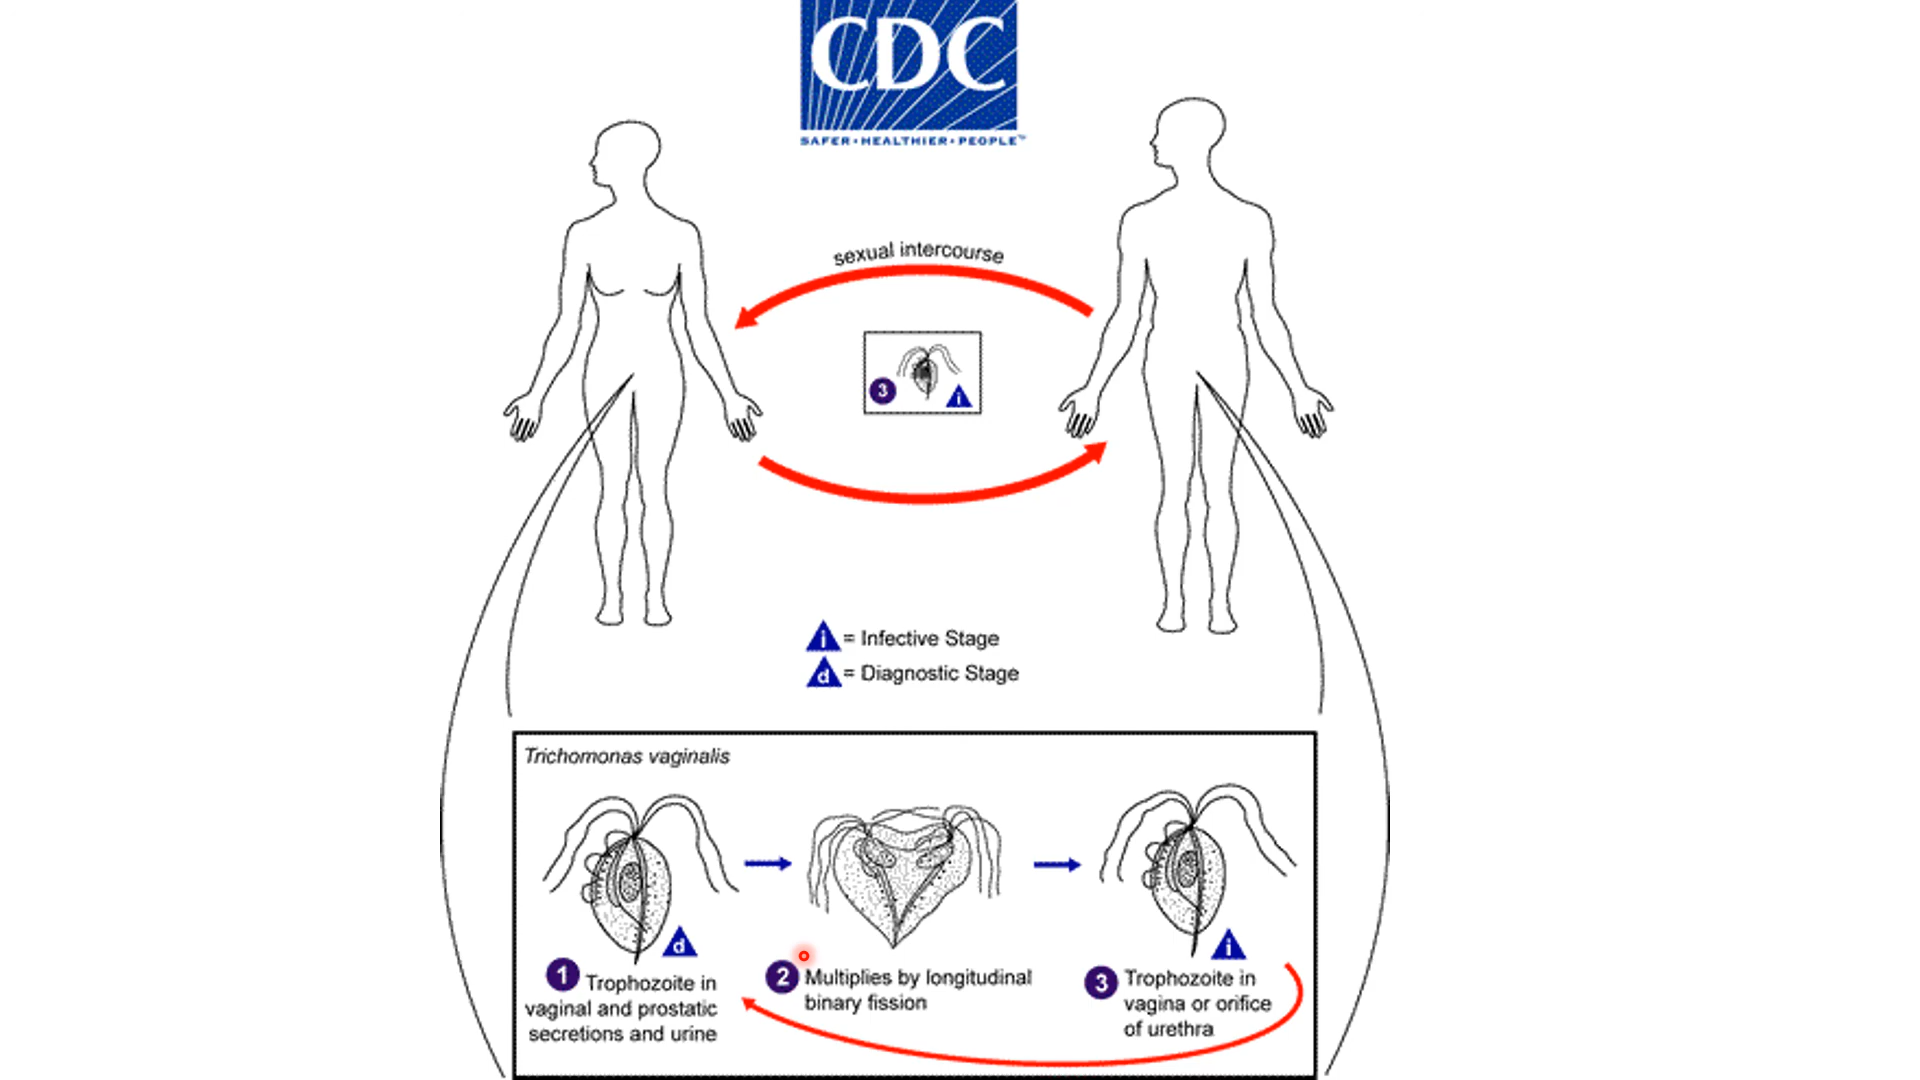 CDC
SAFER • HEALTHIER • PEOPLE™
sexual intercourse
3
i
i = Infective Stage
d = Diagnostic Stage
Trichomonas vaginalis
d
i
1 Trophozoite in
vaginal and prostatic
secretions and urine
2 Multiplies by longitudinal
binary fission
3 Trophozoite in
vagina or orifice
of urethra